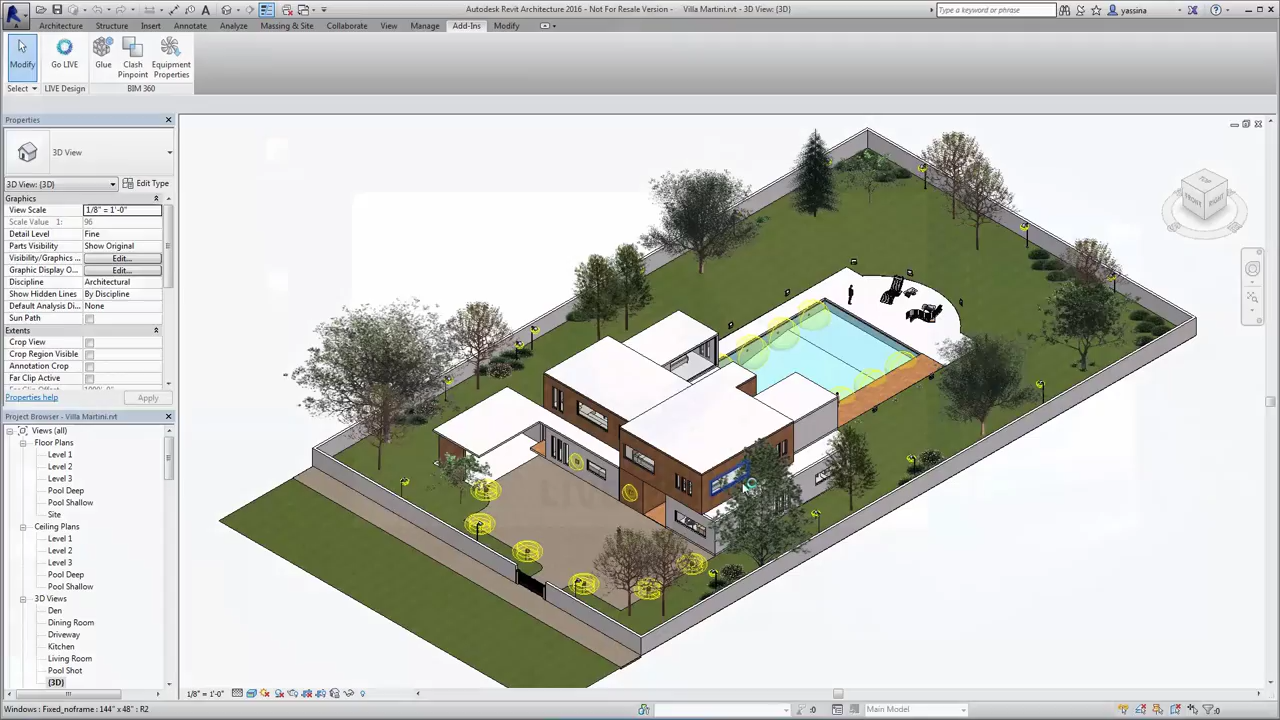 Autodesk Revit Architecture 2016 - Not For Resale Version - Villa Martini.rvt - 3D View: {3D}
Type a keyword or phrase
yassina
Architecture Structure Insert Annotate Analyze Massing & Site Collaborate View Manage Add-Ins Modify
Modify
Go LIVE
Glue
Clash Pinpoint
Equipment Properties
Select
LIVE Design
BIM 360
Properties
3D View
3D View: {3D}
Edit Type
Graphics
View Scale 1/8" = 1'-0"
Scale Value 1: 96
Detail Level Fine
Parts Visibility Show Original
Visibility/Graphics ... Edit...
Graphic Display O... Edit...
Discipline Architectural
Show Hidden Lines By Discipline
Default Analysis Di... None
Sun Path
Extents
Crop View
Crop Region Visible
Annotation Crop
Far Clip Active
Properties help
Apply
Project Browser - Villa Martini.rvt
Views (all)
Floor Plans
Level 1
Level 2
Level 3
Pool Deep
Pool Shallow
Site
Ceiling Plans
Level 1
Level 2
Level 3
Pool Deep
Pool Shallow
3D Views
Den
Dining Room
Driveway
Kitchen
Living Room
Pool Shot
{3D}
TOP
FRONT
RIGHT
1/8" = 1'-0"
Windows : Fixed_noframe : 144" x 48" : R2
:0
Main Model
:0